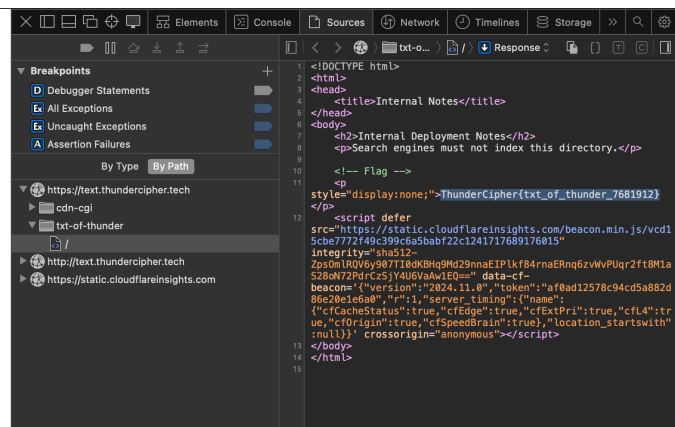 Elements Console Sources Network Timelines Storage
txt-o... / Response
Breakpoints
D Debugger Statements
Ex All Exceptions
Ex Uncaught Exceptions
A Assertion Failures
By Type By Path
https://text.thundercipher.tech
cdn-cgi
txt-of-thunder
/
http://text.thundercipher.tech
https://static.cloudflareinsights.com
1 <!DOCTYPE html>
2 <html>
3 <head>
4 <title>Internal Notes</title>
5 </head>
6 <body>
7 <h2>Internal Deployment Notes</h2>
8 <p>Search engines must not index this directory.</p>
9
10 <!-- Flag -->
11 <p
style="display:none;">ThunderCipher{txt_of_thunder_7681912}
</p>
12 <script defer
src="https://static.cloudflareinsights.com/beacon.min.js/vcd1
5cbe7772f49c399c6a5babf22c1241717689176015"
integrity="sha512-
ZpsOmlRQV6y907TI0dKBHq9Md29nnaEIPlkf84rnaERnq6zvWvPUqr2ft8M1a
S28oN72PdrCzSjY4U6VaAw1EQ==" data-cf-
beacon='{"version":"2024.11.0","token":"af0ad12578c94cd5a882d
86e20e1e6a0","r":1,"server_timing":{"name":
{"cfCacheStatus":true,"cfEdge":true,"cfExtPri":true,"cfL4":tr
ue,"cfOrigin":true,"cfSpeedBrain":true},"location_startswith"
:null}}' crossorigin="anonymous"></script>
13 </body>
14 </html>
15